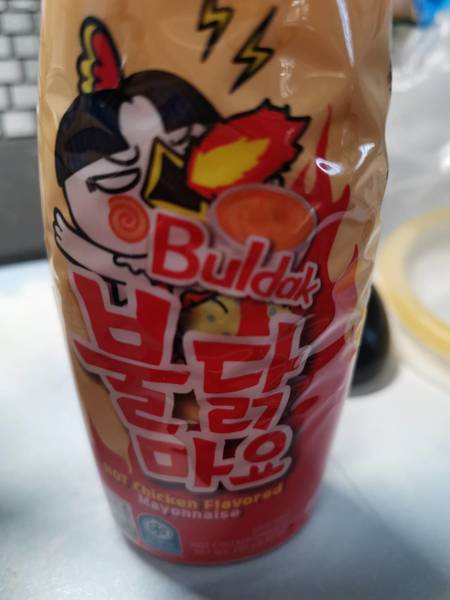 Buldak
불닭
마요
HOT Chicken Flavored
Mayonnaise